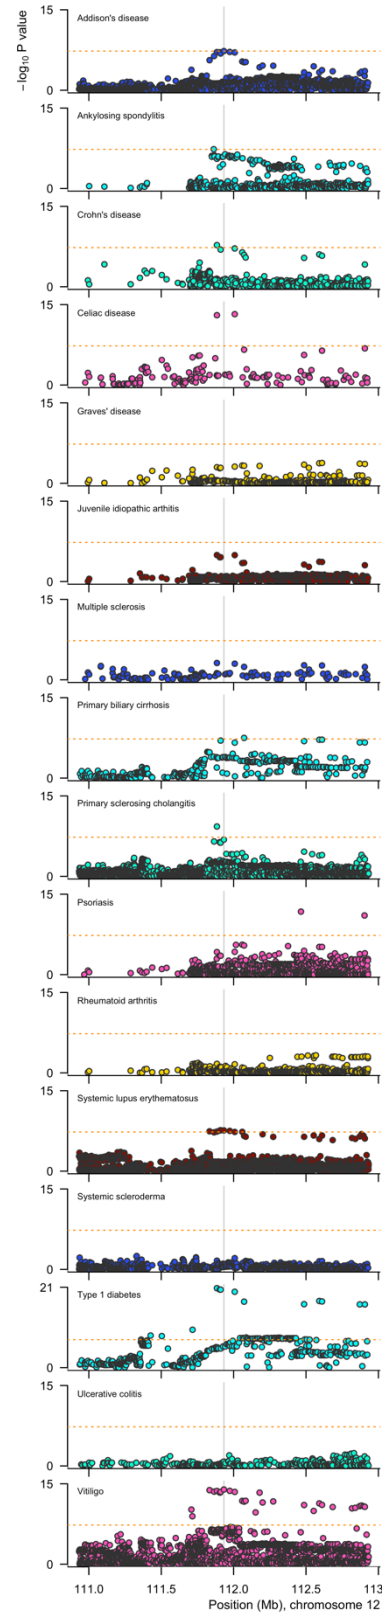 15
Addison's disease
− log₁₀ P value
0
15
Ankylosing spondylitis
0
15
Crohn's disease
0
15
Celiac disease
0
15
Graves' disease
0
15
Juvenile idiopathic arthitis
0
15
Multiple sclerosis
0
15
Primary biliary cirrhosis
0
15
Primary sclerosing cholangitis
0
15
Psoriasis
0
15
Rheumatoid arthritis
0
15
Systemic lupus erythematosus
0
15
Systemic scleroderma
0
21
Type 1 diabetes
0
15
Ulcerative colitis
0
15
Vitiligo
0
111.0 111.5 112.0 112.5 113
Position (Mb), chromosome 12